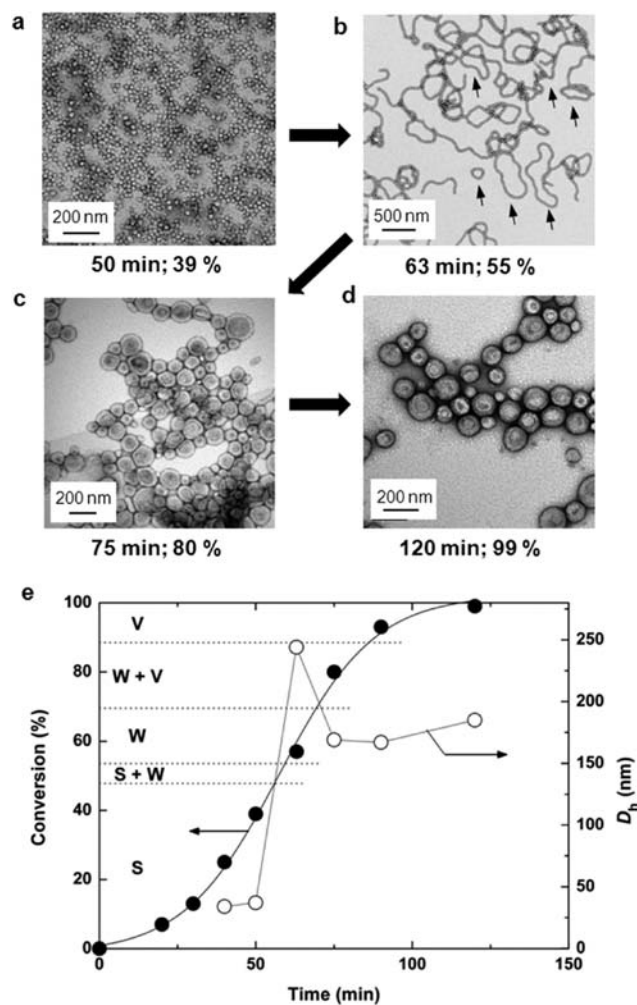 a
200 nm
50 min; 39 %
b
500 nm
63 min; 55 %
c
200 nm
75 min; 80 %
d
200 nm
120 min; 99 %
e
100
80
60
40
20
0
Conversion (%)
V
W + V
W
S + W
S
250
200
150
100
50
0
D_h (nm)
0
50
100
150
Time (min)